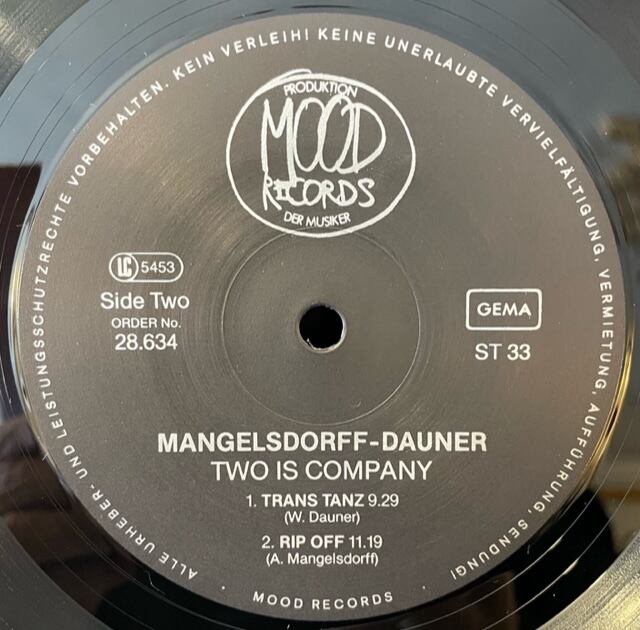 ALLE URHEBER- UND LEISTUNGSSCHUTZRECHTE VORBEHALTEN. KEIN VERLEIH! KEINE UNERLAUBTE VERVIELFÄLTIGUNG, VERMIETUNG, AUFFÜHRUNG, SENDUNG!
PRODUKTION
MOOD
RECORDS
DER MUSIKER
LC 5453
Side Two
ORDER No.
28.634
GEMA
ST 33
MANGELSDORFF-DAUNER
TWO IS COMPANY
1. TRANS TANZ 9.29
(W. Dauner)
2. RIP OFF 11.19
(A. Mangelsdorff)
· MOOD RECORDS ·